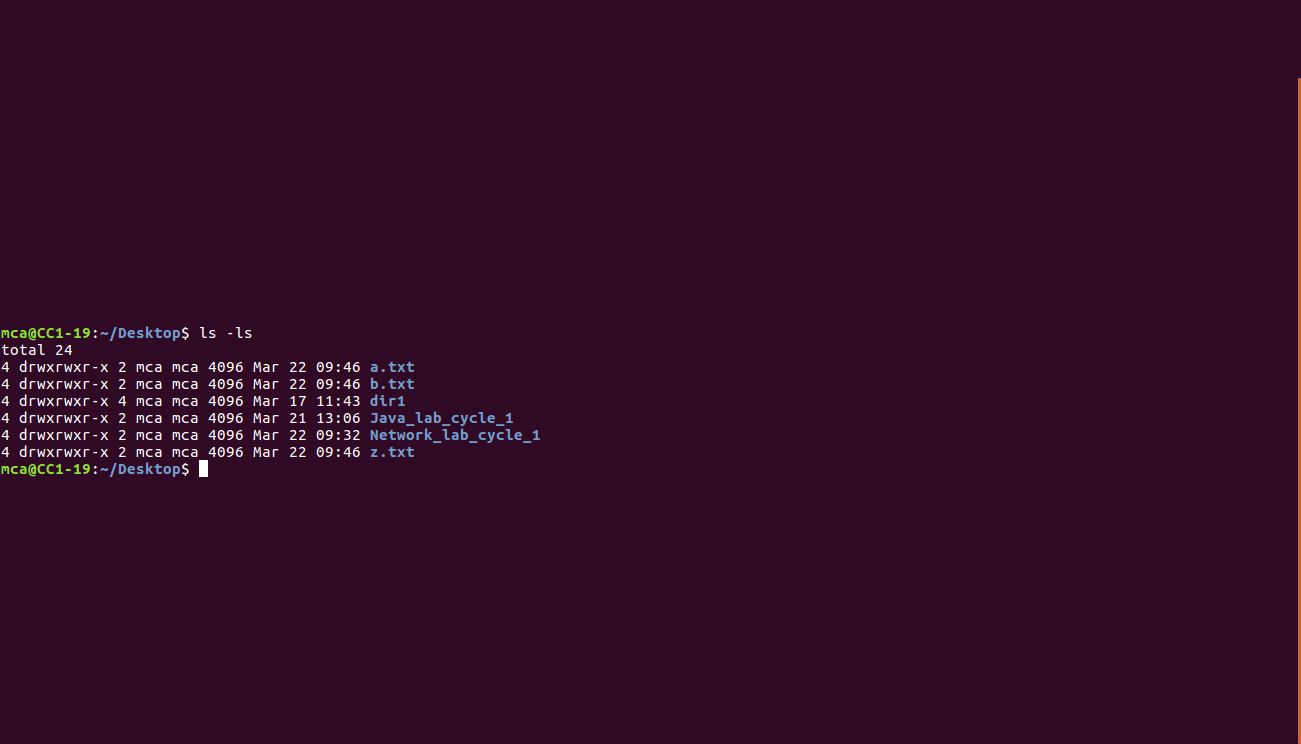 mca@CC1-19:~/Desktop$ ls -ls
total 24
4 drwxrwxr-x 2 mca mca 4096 Mar 22 09:46 a.txt
4 drwxrwxr-x 2 mca mca 4096 Mar 22 09:46 b.txt
4 drwxrwxr-x 4 mca mca 4096 Mar 17 11:43 dir1
4 drwxrwxr-x 2 mca mca 4096 Mar 21 13:06 Java_lab_cycle_1
4 drwxrwxr-x 2 mca mca 4096 Mar 22 09:32 Network_lab_cycle_1
4 drwxrwxr-x 2 mca mca 4096 Mar 22 09:46 z.txt
mca@CC1-19:~/Desktop$